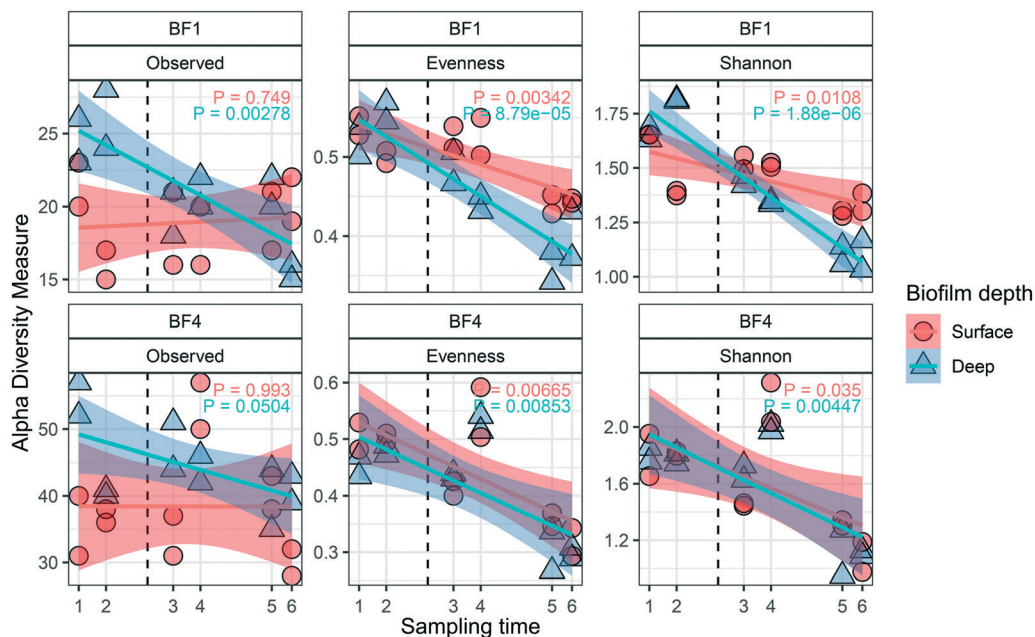 BF1
BF1
BF1
Observed
Evenness
Shannon
P = 0.749
P = 0.00278
P = 0.00342
P = 8.79e−05
P = 0.0108
P = 1.88e−06
25
20
15
0.5
0.4
1.75
1.50
1.25
1.00
BF4
BF4
BF4
Observed
Evenness
Shannon
P = 0.993
P = 0.0504
P = 0.00665
P = 0.00853
P = 0.035
P = 0.00447
50
40
30
0.6
0.5
0.4
0.3
2.0
1.6
1.2
1 2 3 4 5 6
1 2 3 4 5 6
1 2 3 4 5 6
Alpha Diversity Measure
Sampling time
Biofilm depth
Surface
Deep